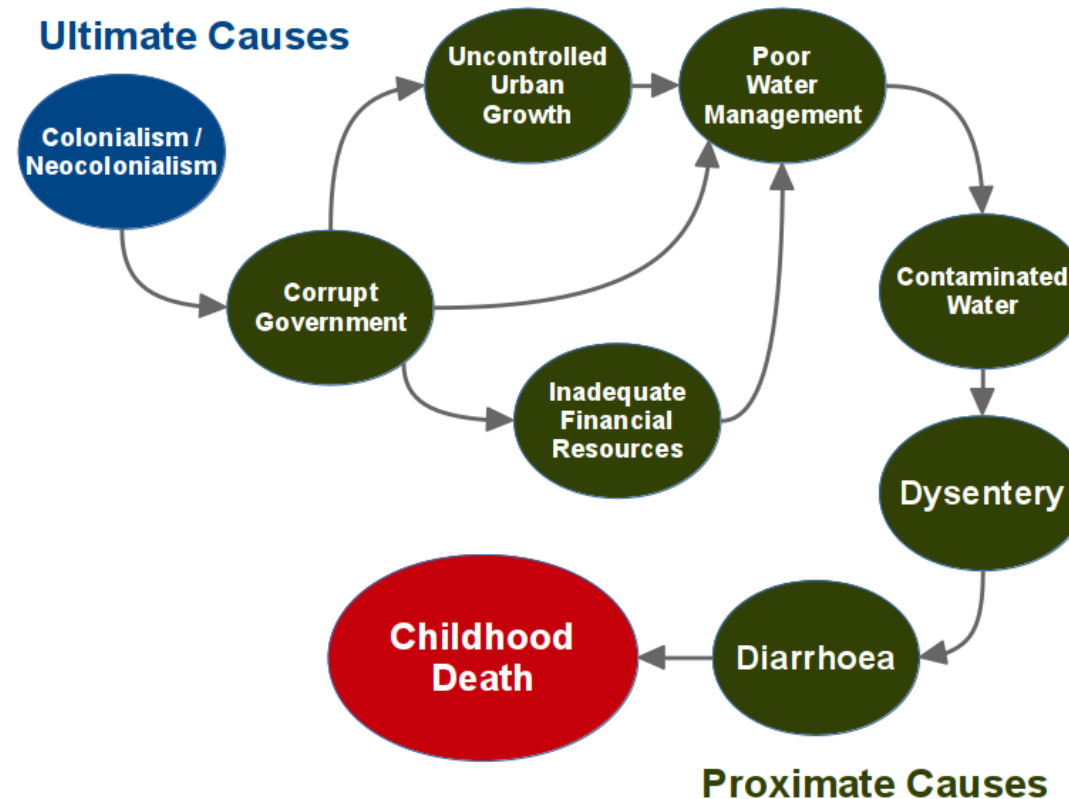 Ultimate Causes
Colonialism /
Neocolonialism
Uncontrolled
Urban
Growth
Poor
Water
Management
Corrupt
Government
Inadequate
Financial
Resources
Contaminated
Water
Dysentery
Diarrhoea
Childhood
Death
Proximate Causes